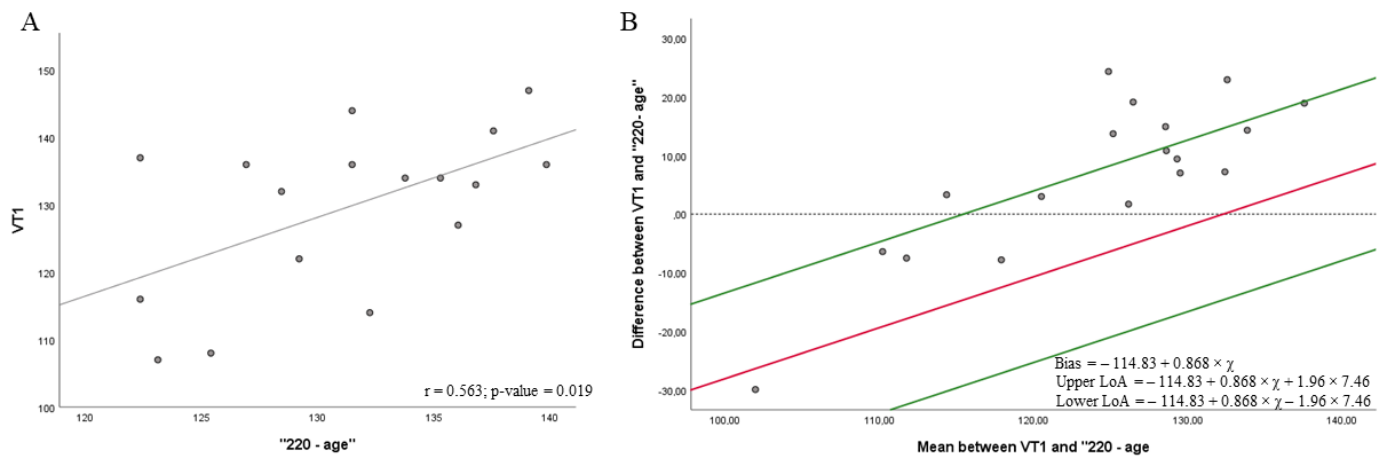 A
VT1
150
140
130
120
110
100
120
125
130
135
140
"220 - age"
r = 0.563; p-value = 0.019
B
Difference between VT1 and "220- age"
30,00
20,00
10,00
,00
-10,00
-20,00
-30,00
100,00
110,00
120,00
130,00
140,00
Mean between VT1 and "220 - age
Bias = – 114.83 + 0.868 × χ
Upper LoA = – 114.83 + 0.868 × χ + 1.96 × 7.46
Lower LoA = – 114.83 + 0.868 × χ – 1.96 × 7.46